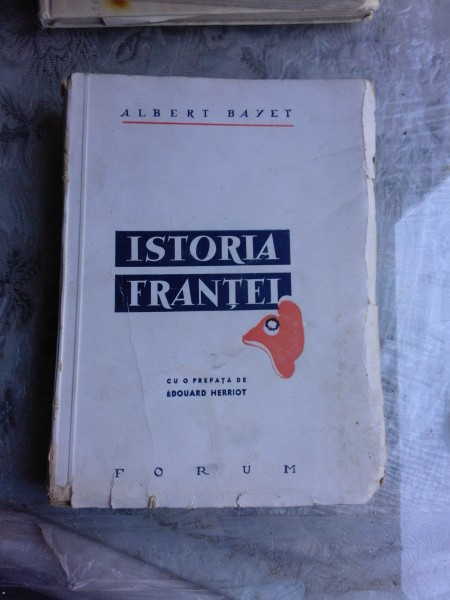 ALBERT BAYET
ISTORIA
FRANȚEI
CU O PREFAȚA DE
EDOUARD HERRIOT
FORUM